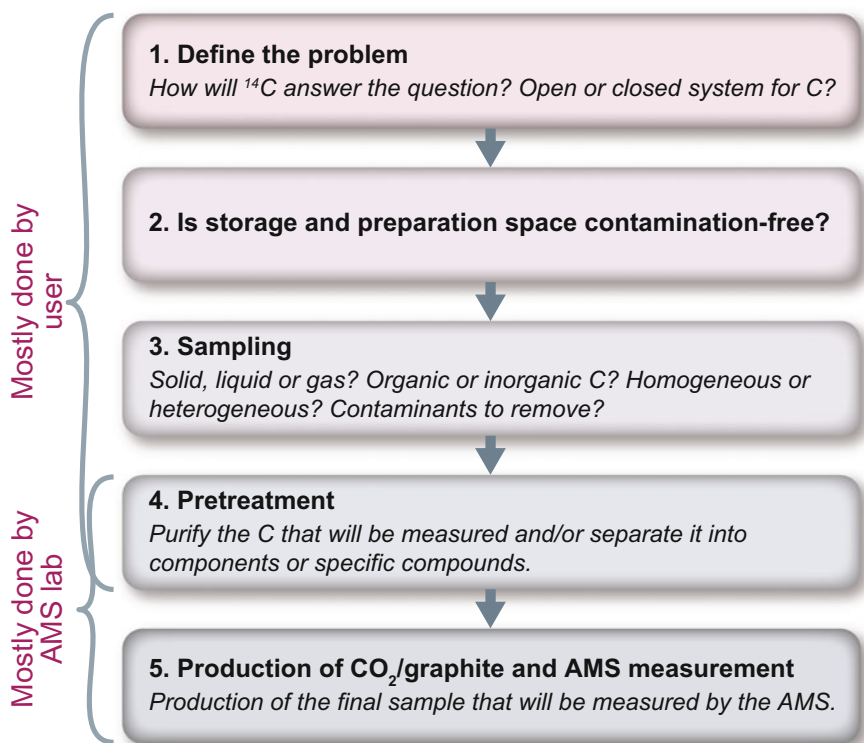 1. Define the problem
How will ¹⁴C answer the question? Open or closed system for C?
2. Is storage and preparation space contamination-free?
3. Sampling
Solid, liquid or gas? Organic or inorganic C? Homogeneous or
heterogeneous? Contaminants to remove?
4. Pretreatment
Purify the C that will be measured and/or separate it into
components or specific compounds.
5. Production of CO₂/graphite and AMS measurement
Production of the final sample that will be measured by the AMS.
Mostly done by
user
Mostly done by
AMS lab